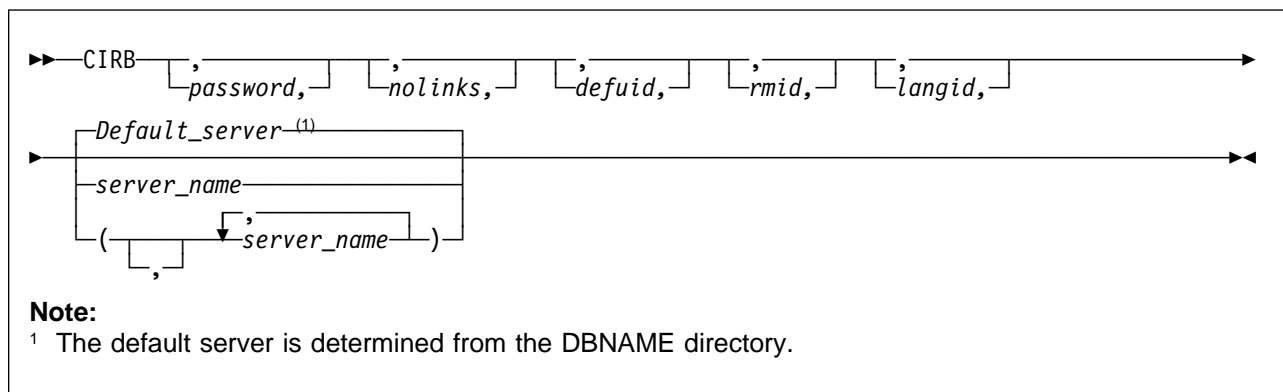 CIRB , , , , ,
password, nolinks, defuid, rmid, langid,
Default_server (1)
server_name
,
( server_name )
,
Note:
1 The default server is determined from the DBNAME directory.